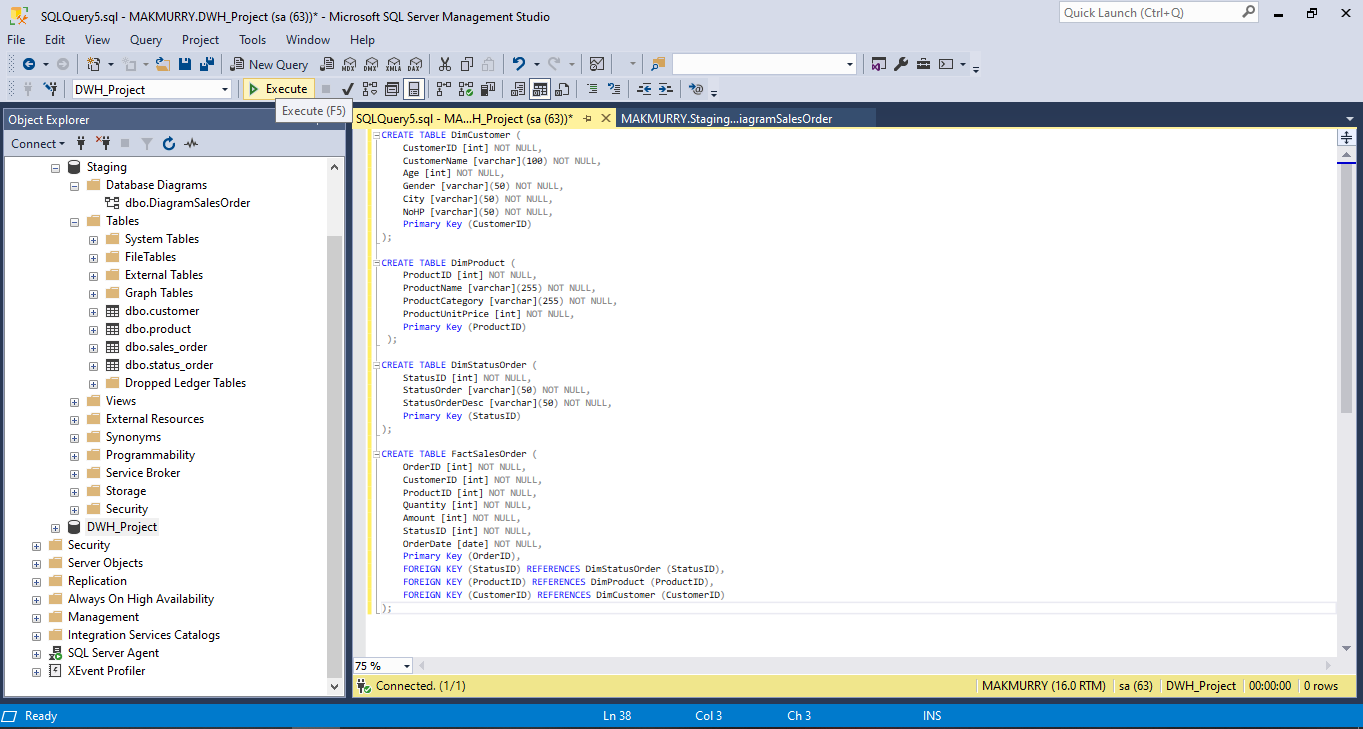 SQLQuery5.sql - MAKMURRY.DWH_Project (sa (63))* - Microsoft SQL Server Management Studio
Quick Launch (Ctrl+Q)
File Edit View Query Project Tools Window Help
New Query
MDX DMX XMLA DAX
DWH_Project
Execute
Execute (F5)
Object Explorer
Connect
Staging
Database Diagrams
dbo.DiagramSalesOrder
Tables
System Tables
FileTables
External Tables
Graph Tables
dbo.customer
dbo.product
dbo.sales_order
dbo.status_order
Dropped Ledger Tables
Views
External Resources
Synonyms
Programmability
Service Broker
Storage
Security
DWH_Project
Security
Server Objects
Replication
Always On High Availability
Management
Integration Services Catalogs
SQL Server Agent
XEvent Profiler
SQLQuery5.sql - MA...H_Project (sa (63))*
MAKMURRY.Staging...iagramSalesOrder
CREATE TABLE DimCustomer (
CustomerID [int] NOT NULL,
CustomerName [varchar](100) NOT NULL,
Age [int] NOT NULL,
Gender [varchar](50) NOT NULL,
City [varchar](50) NOT NULL,
NoHP [varchar](50) NOT NULL,
Primary Key (CustomerID)
);
CREATE TABLE DimProduct (
ProductID [int] NOT NULL,
ProductName [varchar](255) NOT NULL,
ProductCategory [varchar](255) NOT NULL,
ProductUnitPrice [int] NOT NULL,
Primary Key (ProductID)
);
CREATE TABLE DimStatusOrder (
StatusID [int] NOT NULL,
StatusOrder [varchar](50) NOT NULL,
StatusOrderDesc [varchar](50) NOT NULL,
Primary Key (StatusID)
);
CREATE TABLE FactSalesOrder (
OrderID [int] NOT NULL,
CustomerID [int] NOT NULL,
ProductID [int] NOT NULL,
Quantity [int] NOT NULL,
Amount [int] NOT NULL,
StatusID [int] NOT NULL,
OrderDate [date] NOT NULL,
Primary Key (OrderID),
FOREIGN KEY (StatusID) REFERENCES DimStatusOrder (StatusID),
FOREIGN KEY (ProductID) REFERENCES DimProduct (ProductID),
FOREIGN KEY (CustomerID) REFERENCES DimCustomer (CustomerID)
);
75 %
Connected. (1/1)
MAKMURRY (16.0 RTM) sa (63) DWH_Project 00:00:00 0 rows
Ready Ln 38 Col 3 Ch 3 INS